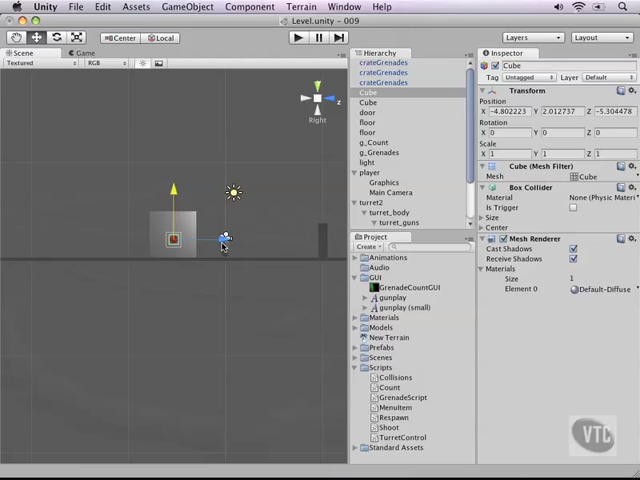 Unity File Edit Assets GameObject Component Terrain Window Help
Level.unity - 009
Center Local Layers Layout
Scene Game
Textured RGB
Right
z
Hierarchy
crateGrenades
crateGrenades
crateGrenades
Cube
Cube
door
floor
floor
g_Count
g_Grenades
light
player
Graphics
Main Camera
turret2
turret_body
turret_guns
Project
Create
Animations
Audio
GUI
GrenadeCountGUI
gunplay
gunplay (small)
Materials
Models
New Terrain
Prefabs
Scenes
Scripts
Collisions
Count
GrenadeScript
MenuItem
Respawn
Shoot
TurretControl
Standard Assets
Inspector
Cube
Tag Untagged Layer Default
Transform
Position
X -4.802223 Y 2.012737 Z -5.304478
Rotation
X 0 Y 0 Z 0
Scale
X 1 Y 1 Z 1
Cube (Mesh Filter)
Mesh Cube
Box Collider
Material None (Physic Materi
Is Trigger
Size
Center
Mesh Renderer
Cast Shadows
Receive Shadows
Materials
Size 1
Element 0 Default-Diffuse
VTC